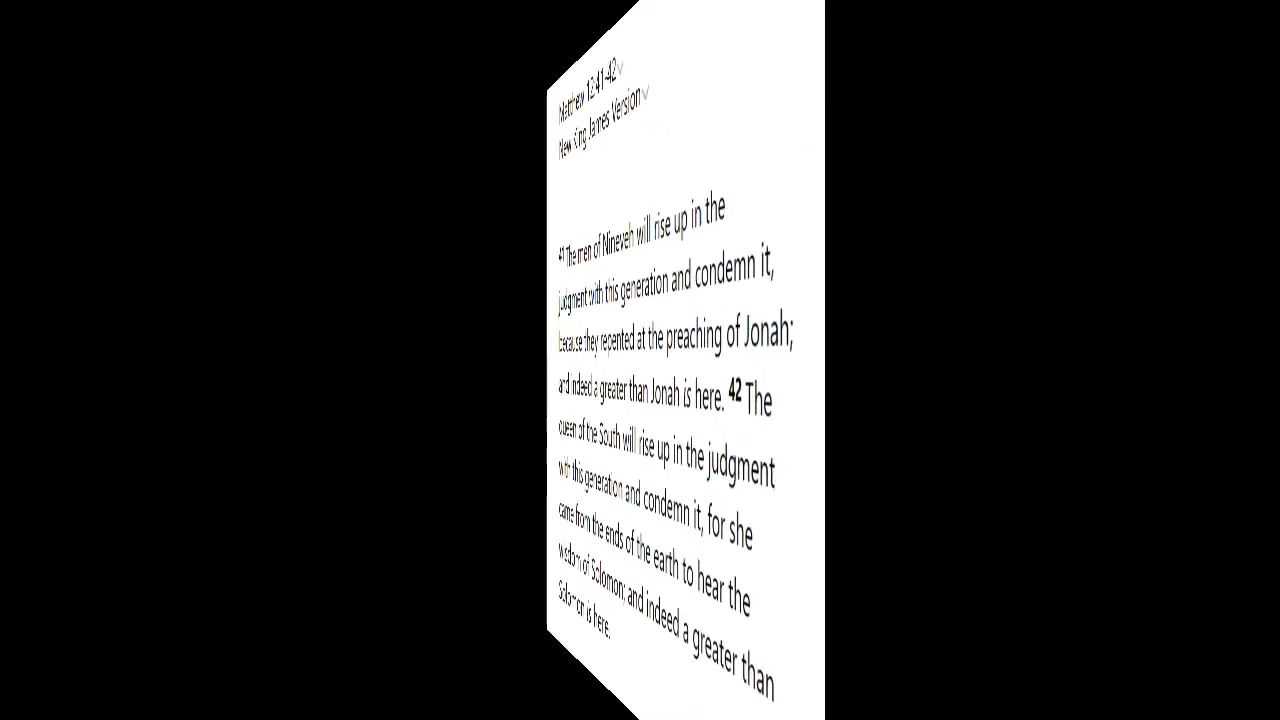 Matthew 12:41-42
New King James Version
41 The men of Nineveh will rise up in the
judgment with this generation and condemn it,
because they repented at the preaching of Jonah;
and indeed a greater than Jonah is here. 42 The
queen of the South will rise up in the judgment
with this generation and condemn it, for she
came from the ends of the earth to hear the
wisdom of Solomon; and indeed a greater than
Solomon is here.